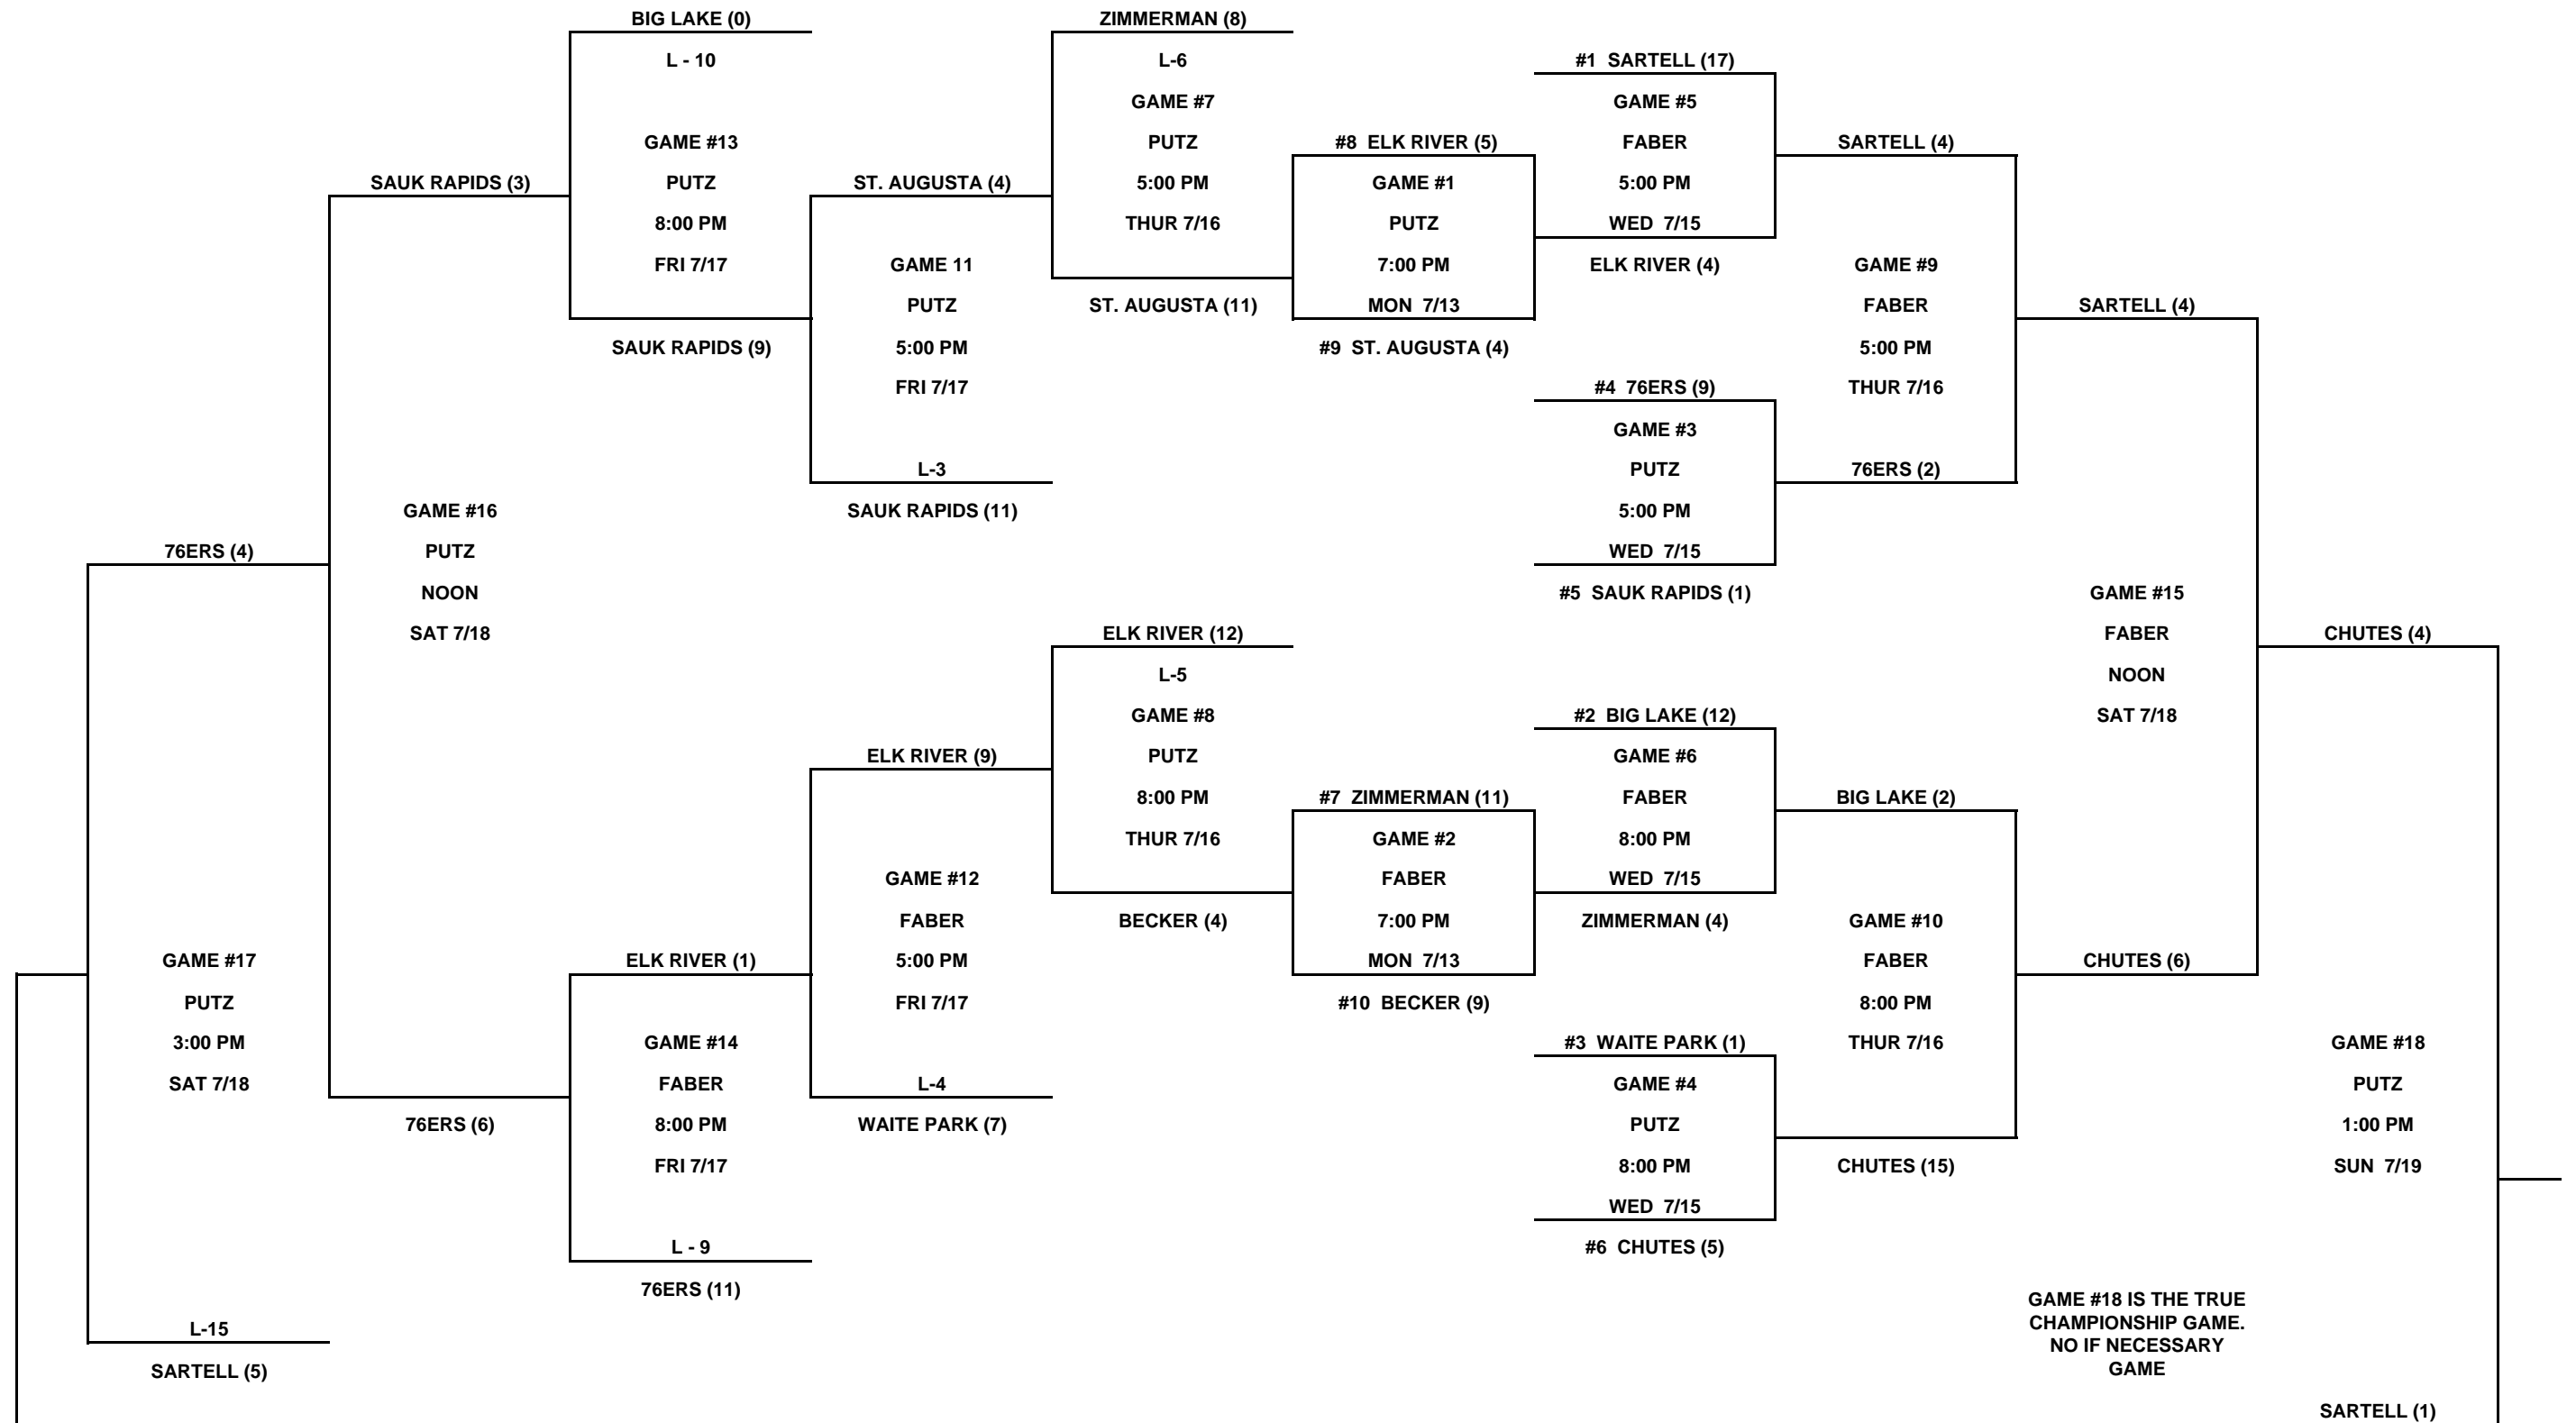 BIG LAKE (0)
ZIMMERMAN (8)
L - 10
L-6
#1 SARTELL (17)
GAME #7
GAME #5
GAME #13
PUTZ
#8 ELK RIVER (5)
FABER
SARTELL (4)
SAUK RAPIDS (3)
PUTZ
ST. AUGUSTA (4)
5:00 PM
GAME #1
5:00 PM
8:00 PM
THUR 7/16
PUTZ
WED 7/15
FRI 7/17
GAME 11
7:00 PM
ELK RIVER (4)
GAME #9
PUTZ
ST. AUGUSTA (11)
MON 7/13
FABER
SARTELL (4)
SAUK RAPIDS (9)
5:00 PM
#9 ST. AUGUSTA (4)
5:00 PM
FRI 7/17
#4 76ERS (9)
THUR 7/16
GAME #3
L-3
PUTZ
76ERS (2)
GAME #16
SAUK RAPIDS (11)
5:00 PM
76ERS (4)
PUTZ
WED 7/15
NOON
#5 SAUK RAPIDS (1)
GAME #15
SAT 7/18
ELK RIVER (12)
FABER
CHUTES (4)
L-5
NOON
GAME #8
#2 BIG LAKE (12)
SAT 7/18
ELK RIVER (9)
PUTZ
GAME #6
8:00 PM
#7 ZIMMERMAN (11)
FABER
BIG LAKE (2)
THUR 7/16
GAME #2
8:00 PM
GAME #12
FABER
WED 7/15
FABER
BECKER (4)
7:00 PM
ZIMMERMAN (4)
GAME #10
GAME #17
ELK RIVER (1)
5:00 PM
MON 7/13
FABER
CHUTES (6)
PUTZ
FRI 7/17
#10 BECKER (9)
8:00 PM
3:00 PM
GAME #14
#3 WAITE PARK (1)
THUR 7/16
GAME #18
SAT 7/18
FABER
L-4
GAME #4
PUTZ
76ERS (6)
8:00 PM
WAITE PARK (7)
PUTZ
1:00 PM
FRI 7/17
8:00 PM
CHUTES (15)
SUN 7/19
WED 7/15
L - 9
#6 CHUTES (5)
76ERS (11)
GAME #18 IS THE TRUE
CHAMPIONSHIP GAME.
NO IF NECESSARY
GAME
L-15
SARTELL (5)
SARTELL (1)